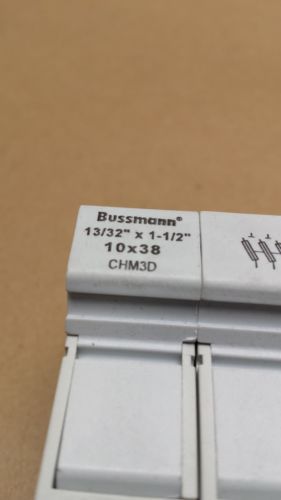 Bussmann®
13/32" x 1-1/2"
10x38
CHM3D